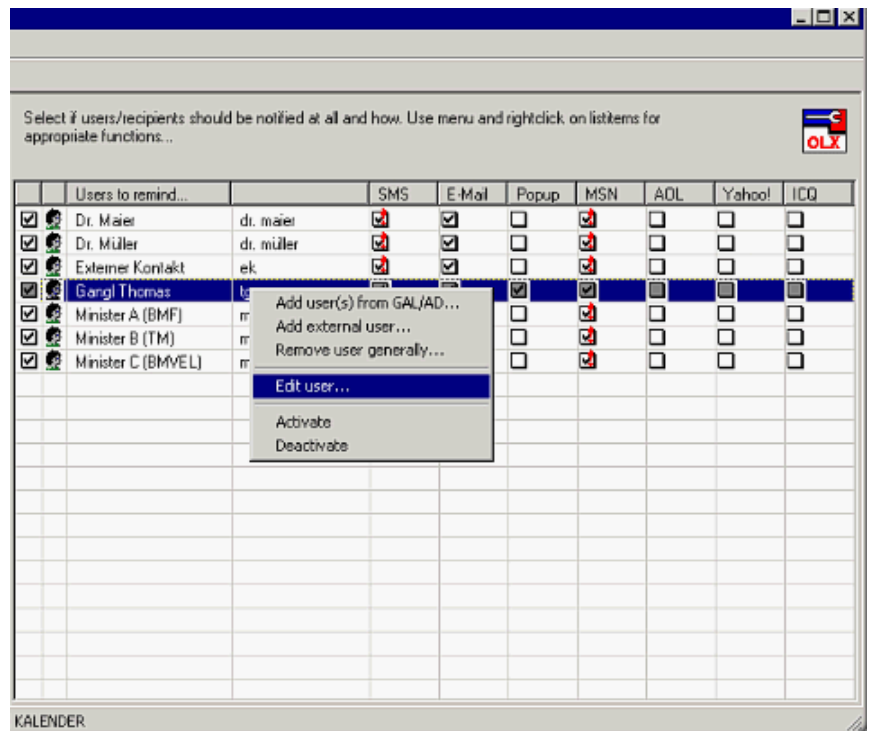 Select if users/recipients should be notified at all and how. Use menu and rightclick on listitems for
appropriate functions...
OLX
Users to remind... SMS E-Mail Popup MSN AOL Yahoo! ICQ
Dr. Maier dr. maier
Dr. Müller dr. müller
Externer Kontakt ek
Gangl Thomas
Minister A (BMF) m
Minister B (TM) m
Minister C (BMVEL) m
Add user(s) from GAL/AD...
Add external user...
Remove user generally...
Edit user...
Activate
Deactivate
KALENDER